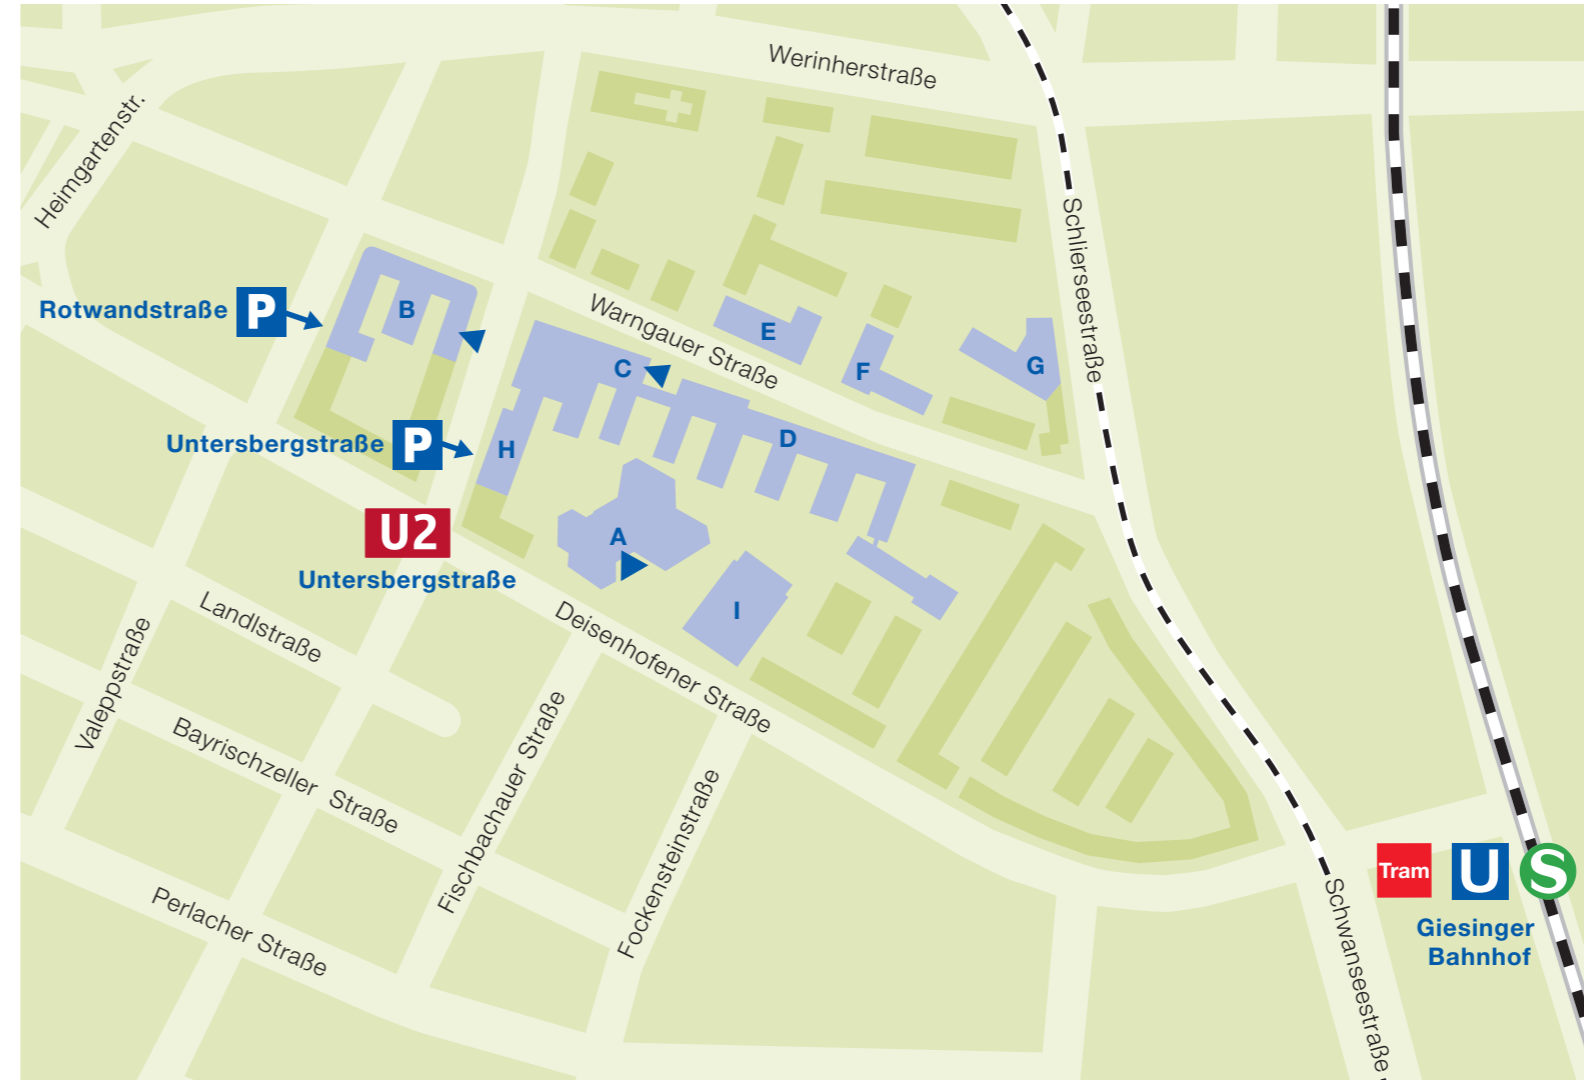 Werinherstraße
Heimgartenstr.
Schlierseestraße
Rotwandstraße P
B
Warngauer Straße
E
F
G
C
D
Untersbergstraße P
H
U2
Untersbergstraße
A
I
Landlstraße
Deisenhofener Straße
Valeppstraße
Bayrischzeller Straße
Fischbachauer Straße
Fockensteinstraße
Perlacher Straße
Tram U S
Giesinger
Bahnhof
Schwanseestraße